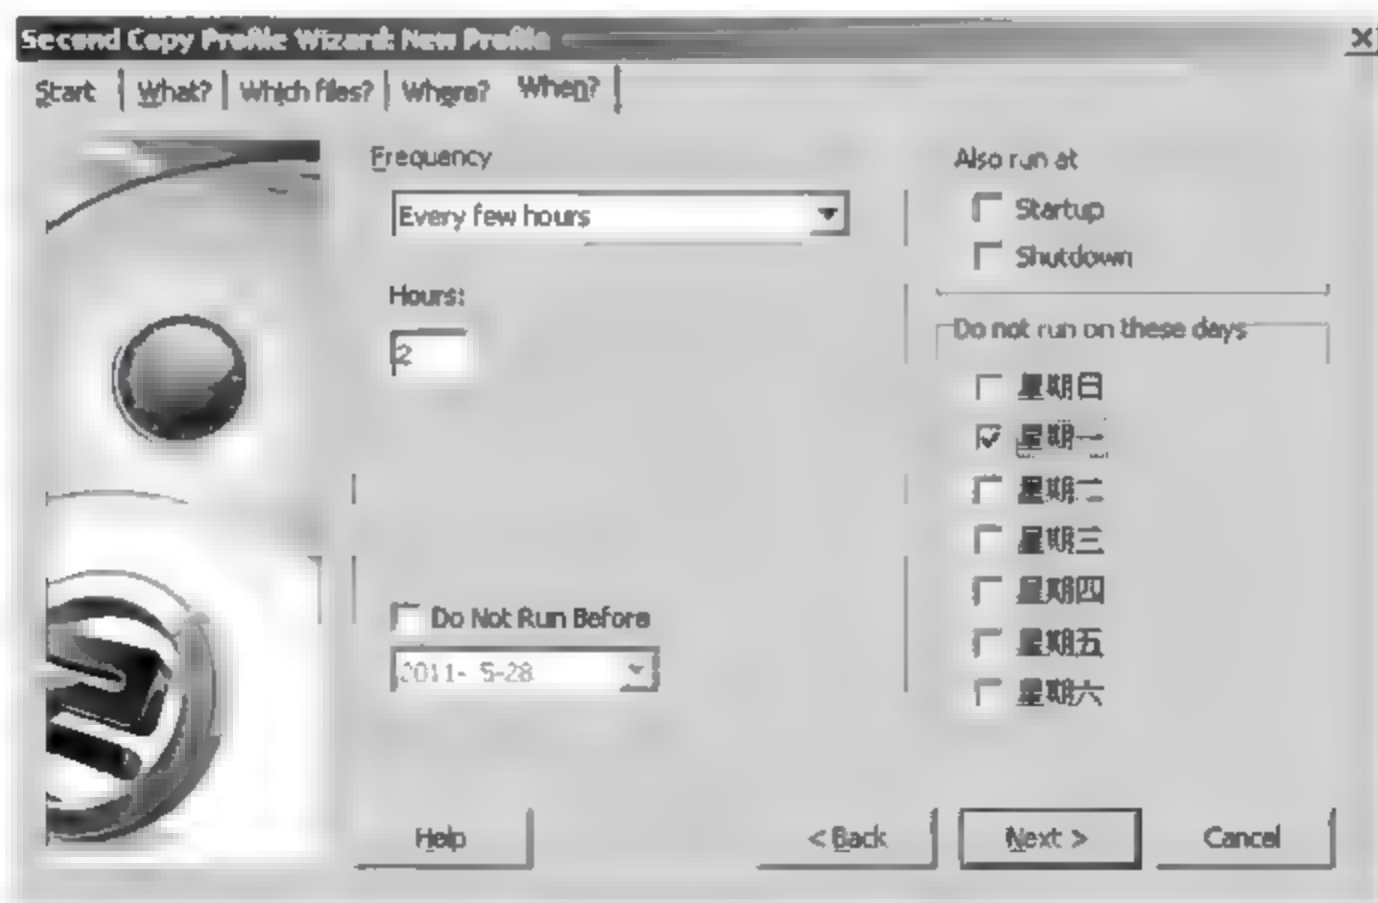 Second Copy Profile Wizard: New Profile
Start What? Which files? Where? When?
Frequency
Every few hours
Hours:
2
Do Not Run Before
2011- 5-28
Also run at
Startup
Shutdown
Do not run on these days
星期日
星期一
星期二
星期三
星期四
星期五
星期六
Help
< Back
Next >
Cancel